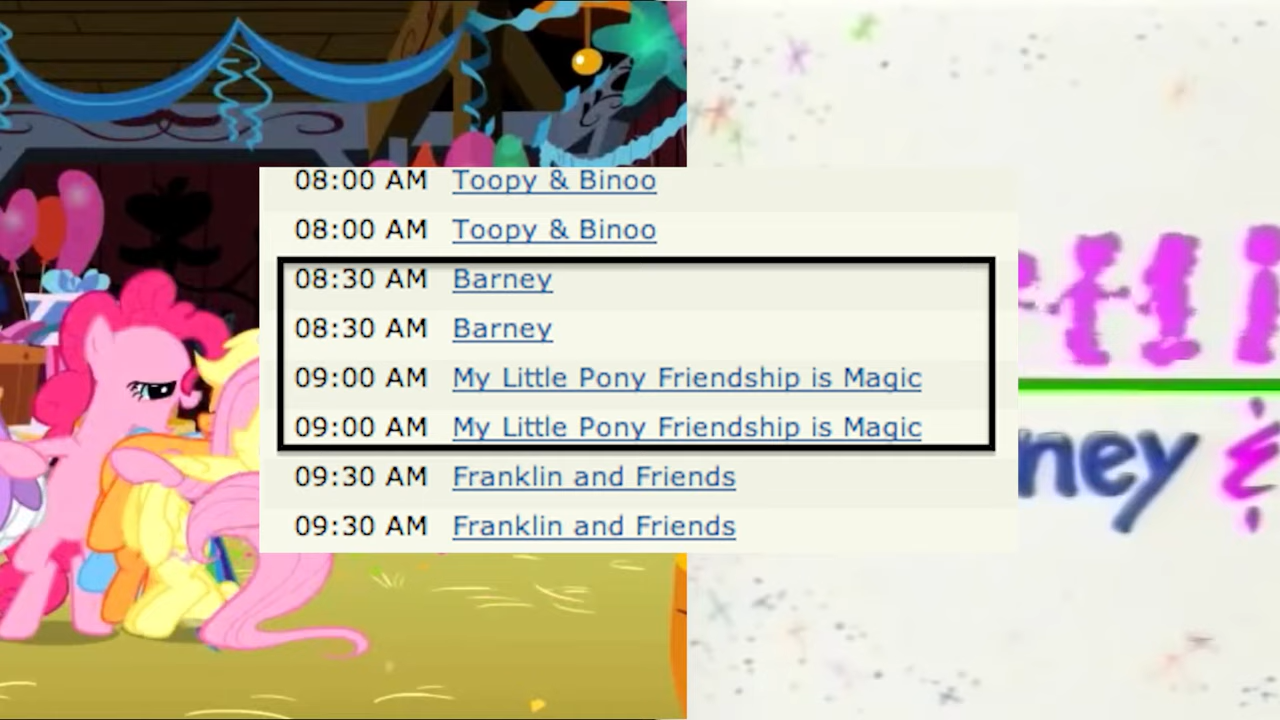 08:00 AM Toopy & Binoo
08:00 AM Toopy & Binoo
08:30 AM Barney
08:30 AM Barney
09:00 AM My Little Pony Friendship is Magic
09:00 AM My Little Pony Friendship is Magic
09:30 AM Franklin and Friends
09:30 AM Franklin and Friends
ney &